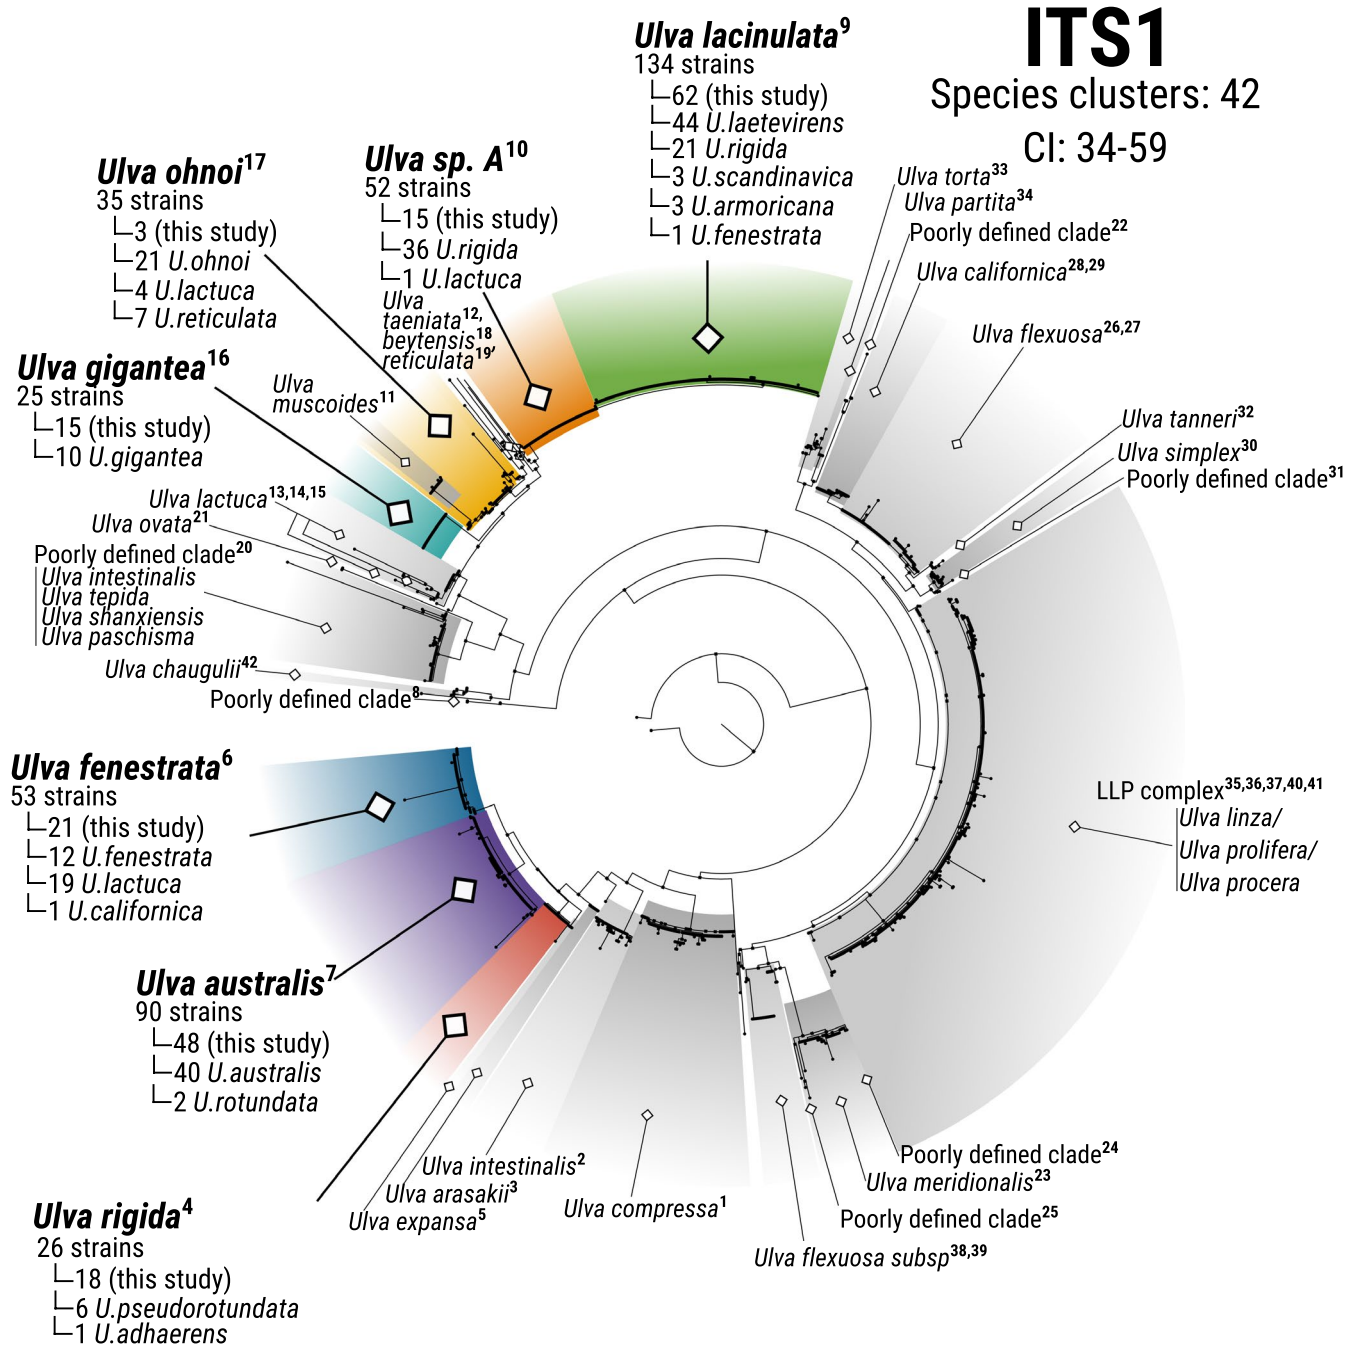 ITS1
Species clusters: 42
CI: 34-59
Ulva lacinulata9
134 strains
62 (this study)
44 U.laetevirens
21 U.rigida
3 U.scandinavica
3 U.armoricana
1 U.fenestrata
Ulva sp. A10
52 strains
15 (this study)
36 U.rigida
1 U.lactuca
Ulva
taeniata12,
beytensis18
reticulata19,
Ulva ohnoi17
35 strains
3 (this study)
21 U.ohnoi
4 U.lactuca
7 U.reticulata
Ulva gigantea16
25 strains
15 (this study)
10 U.gigantea
Ulva
muscoides11
Ulva lactuca13,14,15
Ulva ovata21
Poorly defined clade20
Ulva intestinalis
Ulva tepida
Ulva shanxiensis
Ulva paschisma
Ulva chaugulii42
Poorly defined clade8
Ulva fenestrata6
53 strains
21 (this study)
12 U.fenestrata
19 U.lactuca
1 U.californica
Ulva australis7
90 strains
48 (this study)
40 U.australis
2 U.rotundata
Ulva rigida4
26 strains
18 (this study)
6 U.pseudorotundata
1 U.adhaerens
Ulva torta33
Ulva partita34
Poorly defined clade22
Ulva californica28,29
Ulva flexuosa26,27
Ulva tanneri32
Ulva simplex30
Poorly defined clade31
LLP complex35,36,37,40,41
Ulva linza/
Ulva prolifera/
Ulva procera
Poorly defined clade24
Ulva meridionalis23
Poorly defined clade25
Ulva flexuosa subsp38,39
Ulva compressa1
Ulva intestinalis2
Ulva arasakii3
Ulva expansa5